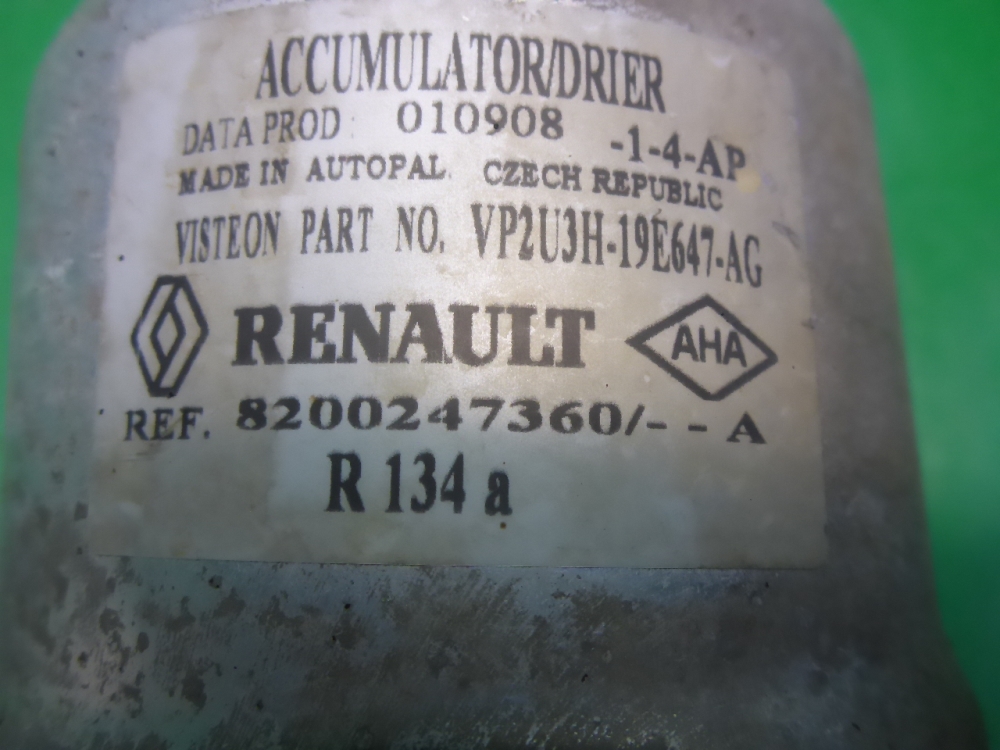 ACCUMULATOR/DRIER
DATA PROD 010908 -1-4-AP
MADE IN AUTOPAL CZECH REPUBLIC
VISTEON PART NO. VP2U3H-19E647-AG
RENAULT AHA
REF. 8200247360/- - A
R 134 a